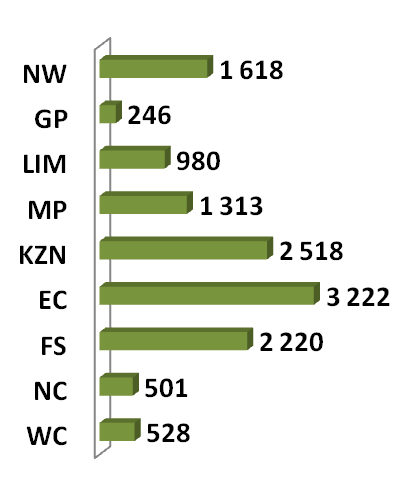 NW 1 618
GP 246
LIM 980
MP 1 313
KZN 2 518
EC 3 222
FS 2 220
NC 501
WC 528